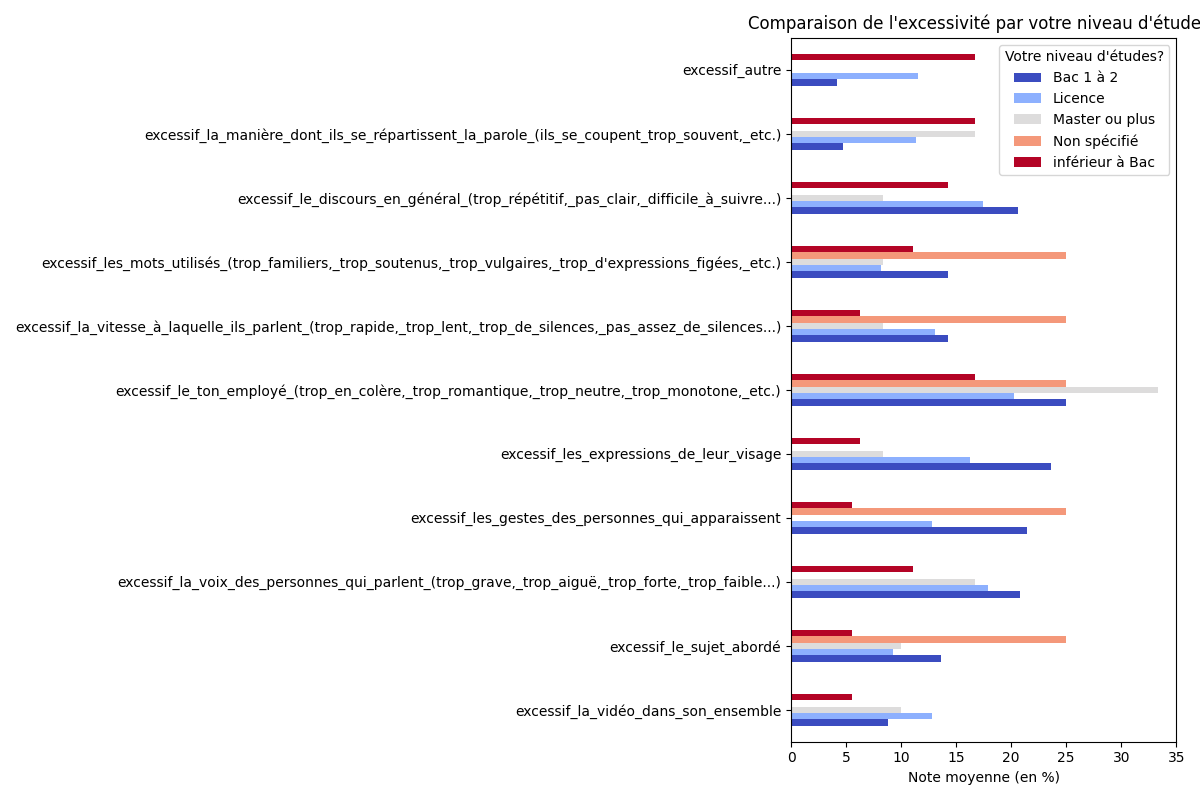 Comparaison de l'excessivité par votre niveau d'étude
Votre niveau d'études?
Bac 1 à 2
Licence
Master ou plus
Non spécifié
inférieur à Bac
excessif_autre
excessif_la_manière_dont_ils_se_répartissent_la_parole_(ils_se_coupent_trop_souvent,_etc.)
excessif_le_discours_en_général_(trop_répétitif,_pas_clair,_difficile_à_suivre...)
excessif_les_mots_utilisés_(trop_familiers,_trop_soutenus,_trop_vulgaires,_trop_d'expressions_figées,_etc.)
excessif_la_vitesse_à_laquelle_ils_parlent_(trop_rapide,_trop_lent,_trop_de_silences,_pas_assez_de_silences...)
excessif_le_ton_employé_(trop_en_colère,_trop_romantique,_trop_neutre,_trop_monotone,_etc.)
excessif_les_expressions_de_leur_visage
excessif_les_gestes_des_personnes_qui_apparaissent
excessif_la_voix_des_personnes_qui_parlent_(trop_grave,_trop_aiguë,_trop_forte,_trop_faible...)
excessif_le_sujet_abordé
excessif_la_vidéo_dans_son_ensemble
0 5 10 15 20 25 30 35
Note moyenne (en %)